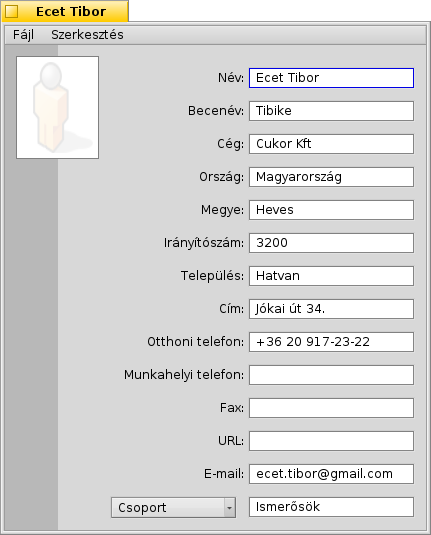 Ecet Tibor
Fájl Szerkesztés
Név: Ecet Tibor
Becenév: Tibike
Cég: Cukor Kft
Ország: Magyarország
Megye: Heves
Irányítószám: 3200
Település: Hatvan
Cím: Jókai út 34.
Otthoni telefon: +36 20 917-23-22
Munkahelyi telefon:
Fax:
URL:
E-mail: ecet.tibor@gmail.com
Csoport Ismerősök